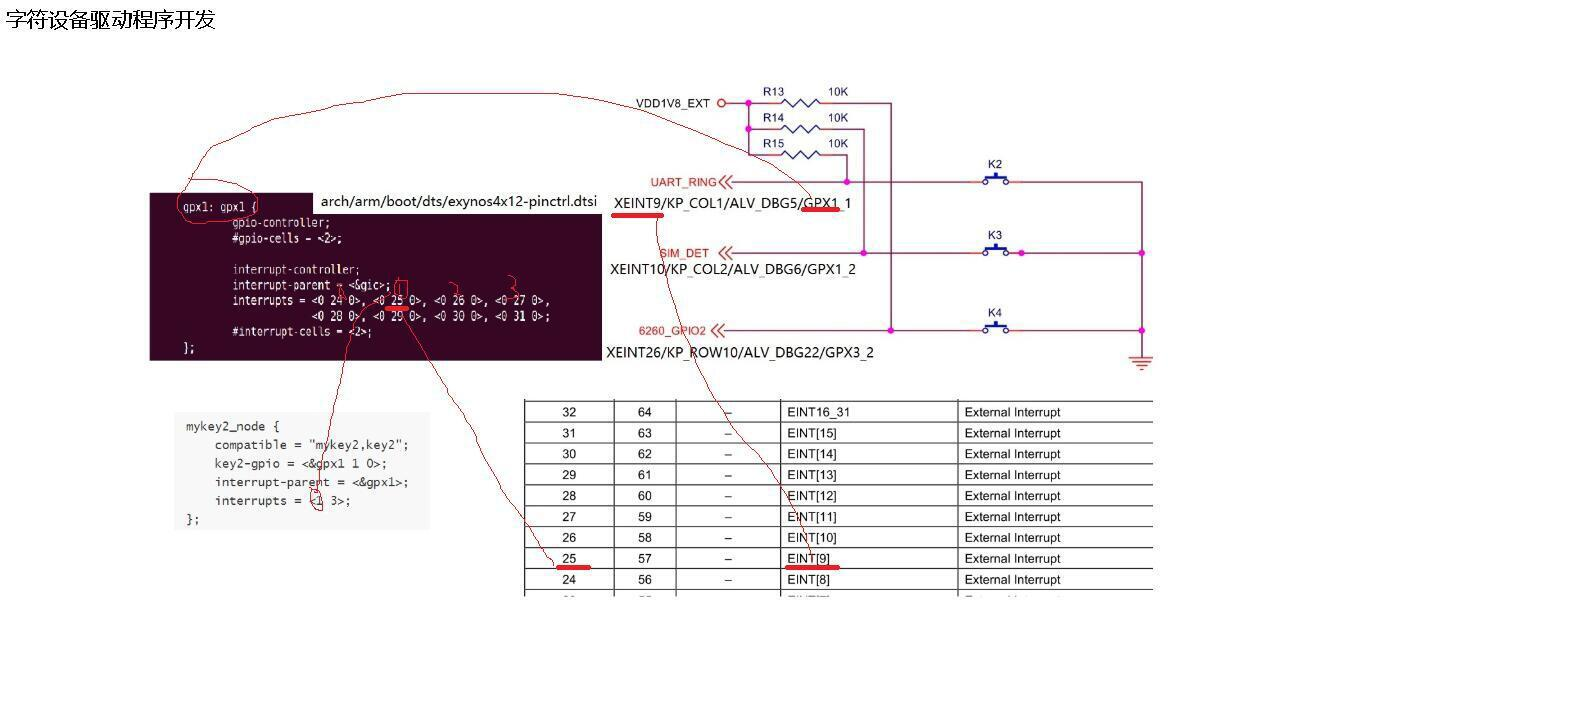 字符设备驱动程序开发
VDD1V8_EXT
R13 10K
R14 10K
R15 10K
UART_RING
K2
XEINT9/KP_COL1/ALV_DBG5/GPX1_1
SIM_DET
K3
XEINT10/KP_COL2/ALV_DBG6/GPX1_2
6260_GPIO2
K4
XEINT26/KP_ROW10/ALV_DBG22/GPX3_2
arch/arm/boot/dts/exynos4x12-pinctrl.dtsi
gpx1: gpx1 {
gpio-controller;
#gpio-cells = <2>;
interrupt-controller;
interrupt-parent = <&gic>;
1 2 3
interrupts = <0 24 0>, <0 25 0>, <0 26 0>, <0 27 0>,
<0 28 0>, <0 29 0>, <0 30 0>, <0 31 0>;
#interrupt-cells = <2>;
};
mykey2_node {
compatible = "mykey2,key2";
key2-gpio = <&gpx1 1 0>;
interrupt-parent = <&gpx1>;
interrupts = <1 3>;
};
32 64 – EINT16_31 External Interrupt
31 63 – EINT[15] External Interrupt
30 62 – EINT[14] External Interrupt
29 61 – EINT[13] External Interrupt
28 60 – EINT[12] External Interrupt
27 59 – EINT[11] External Interrupt
26 58 – EINT[10] External Interrupt
25 57 – EINT[9] External Interrupt
24 56 – EINT[8] External Interrupt